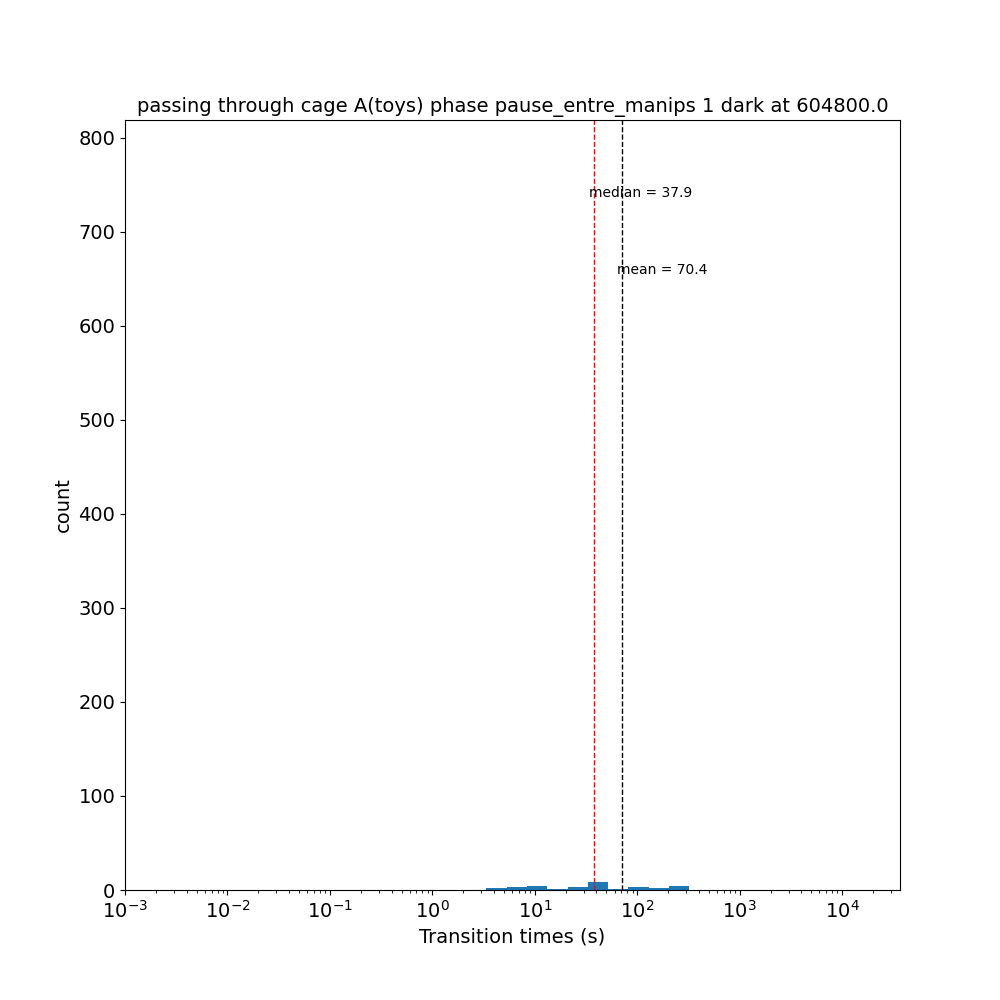 passing through cage A(toys) phase pause_entre_manips 1 dark at 604800.0
800
median = 37.9
700
mean = 70.4
600
500
count
400
300
200
100
0
10⁻³ 10⁻² 10⁻¹ 10⁰ 10¹ 10² 10³ 10⁴
Transition times (s)